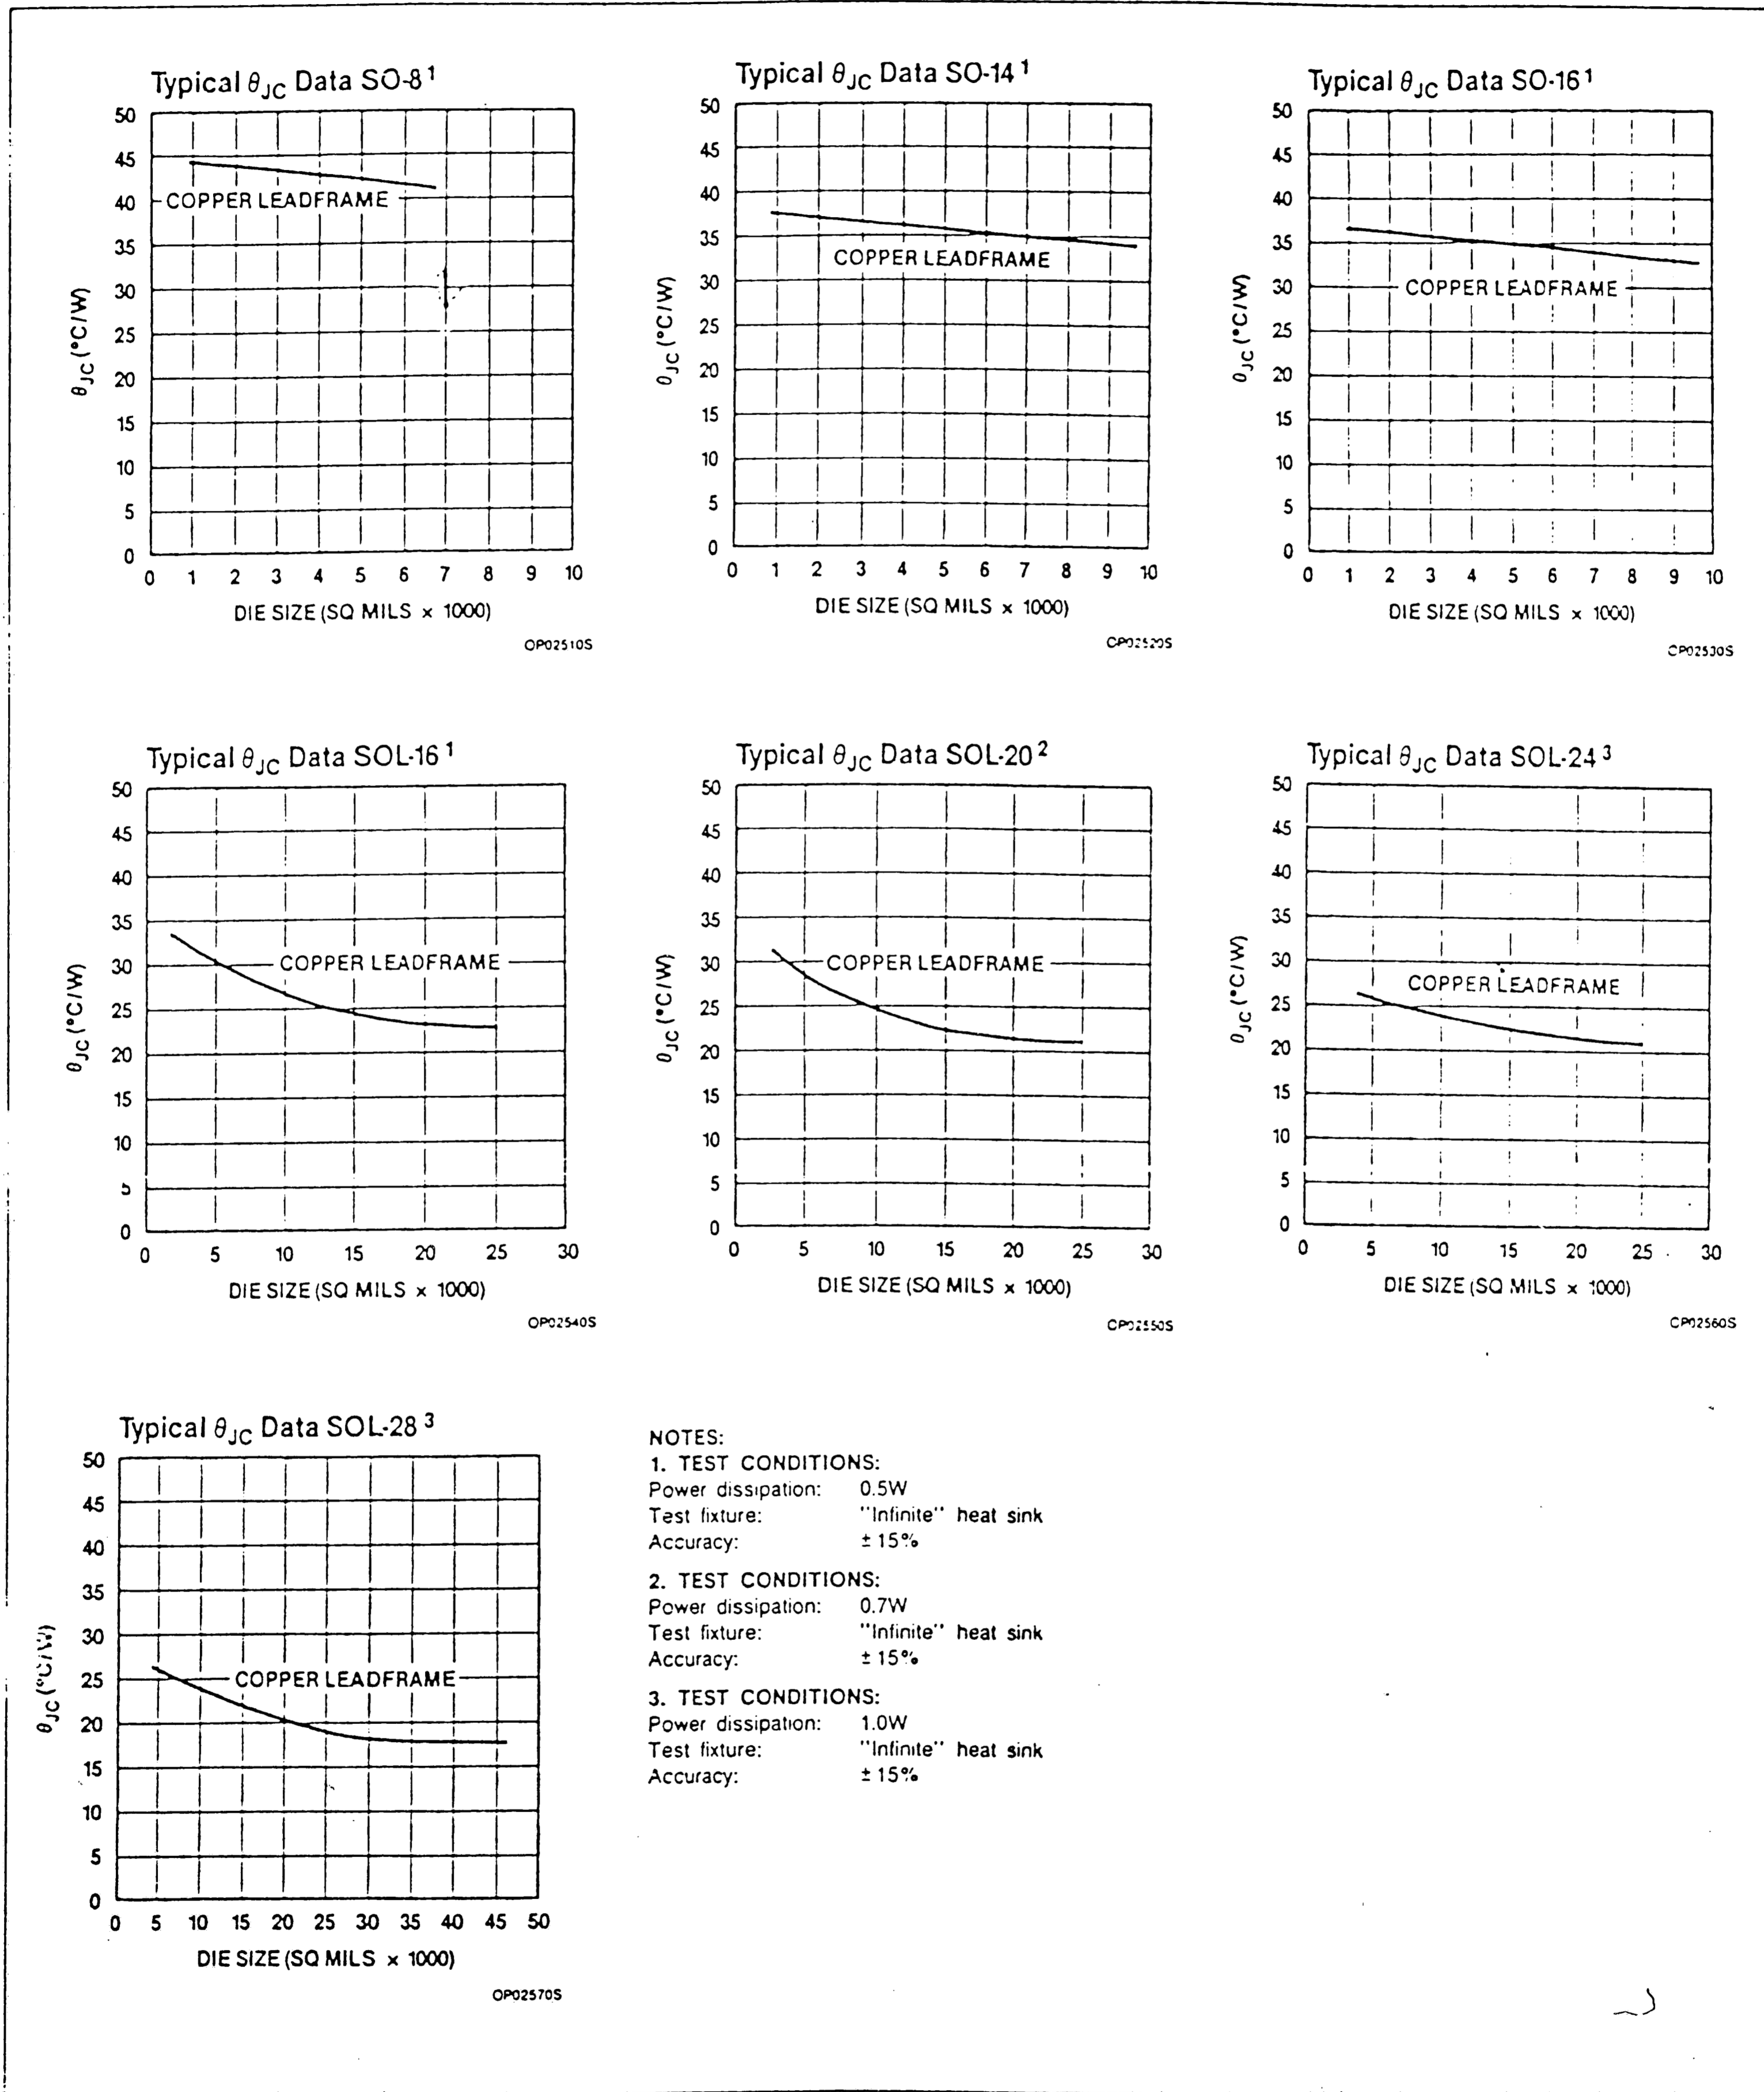 Typical θJC Data SO-8¹
50
45
40
35
30
25
20
15
10
5
0
θJC (°C/W)
COPPER LEADFRAME
0 1 2 3 4 5 6 7 8 9 10
DIE SIZE (SQ MILS × 1000)
OP02510S
Typical θJC Data SO-14¹
50
45
40
35
30
25
20
15
10
5
0
θJC (°C/W)
COPPER LEADFRAME
0 1 2 3 4 5 6 7 8 9 10
DIE SIZE (SQ MILS × 1000)
OP02520S
Typical θJC Data SO-16¹
50
45
40
35
30
25
20
15
10
5
0
θJC (°C/W)
COPPER LEADFRAME
0 1 2 3 4 5 6 7 8 9 10
DIE SIZE (SQ MILS × 1000)
OP02530S
Typical θJC Data SOL-16¹
50
45
40
35
30
25
20
15
10
5
0
θJC (°C/W)
COPPER LEADFRAME
0 5 10 15 20 25 30
DIE SIZE (SQ MILS × 1000)
OP02540S
Typical θJC Data SOL-20²
50
45
40
35
30
25
20
15
10
5
0
θJC (°C/W)
COPPER LEADFRAME
0 5 10 15 20 25 30
DIE SIZE (SQ MILS × 1000)
OP02550S
Typical θJC Data SOL-24³
50
45
40
35
30
25
20
15
10
5
0
θJC (°C/W)
COPPER LEADFRAME
0 5 10 15 20 25 30
DIE SIZE (SQ MILS × 1000)
OP02560S
Typical θJC Data SOL-28³
50
45
40
35
30
25
20
15
10
5
0
θJC (°C/W)
COPPER LEADFRAME
0 5 10 15 20 25 30 35 40 45 50
DIE SIZE (SQ MILS × 1000)
OP02570S
NOTES:
1. TEST CONDITIONS:
Power dissipation: 0.5W
Test fixture: "Infinite" heat sink
Accuracy: ±15%
2. TEST CONDITIONS:
Power dissipation: 0.7W
Test fixture: "Infinite" heat sink
Accuracy: ±15%
3. TEST CONDITIONS:
Power dissipation: 1.0W
Test fixture: "Infinite" heat sink
Accuracy: ±15%